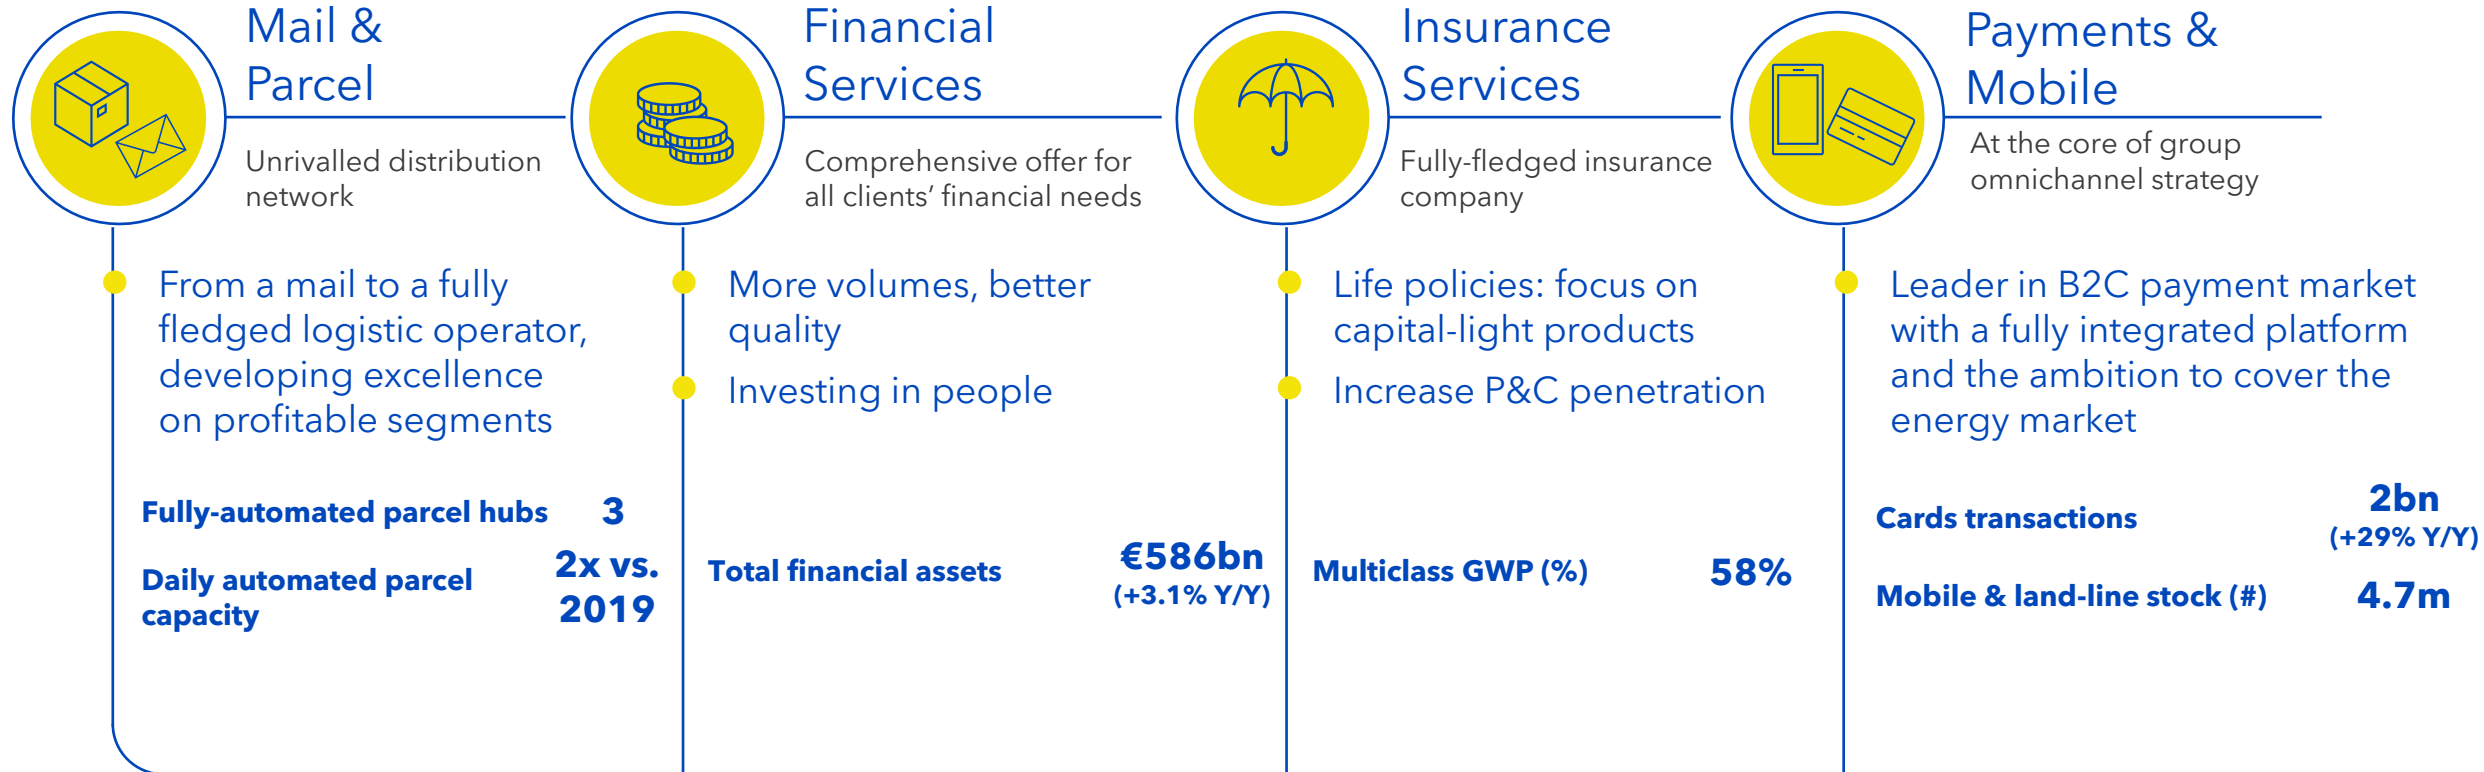 Mail &
Parcel
Unrivalled distribution
network
From a mail to a fully
fledged logistic operator,
developing excellence
on profitable segments
Fully-automated parcel hubs 3
Daily automated parcel
capacity
2x vs.
2019
Financial
Services
Comprehensive offer for
all clients’ financial needs
More volumes, better
quality
Investing in people
Total financial assets
€586bn
(+3.1% Y/Y)
Insurance
Services
Fully-fledged insurance
company
Life policies: focus on
capital-light products
Increase P&C penetration
Multiclass GWP (%) 58%
Payments &
Mobile
At the core of group
omnichannel strategy
Leader in B2C payment market
with a fully integrated platform
and the ambition to cover the
energy market
Cards transactions
2bn
(+29% Y/Y)
Mobile & land-line stock (#) 4.7m